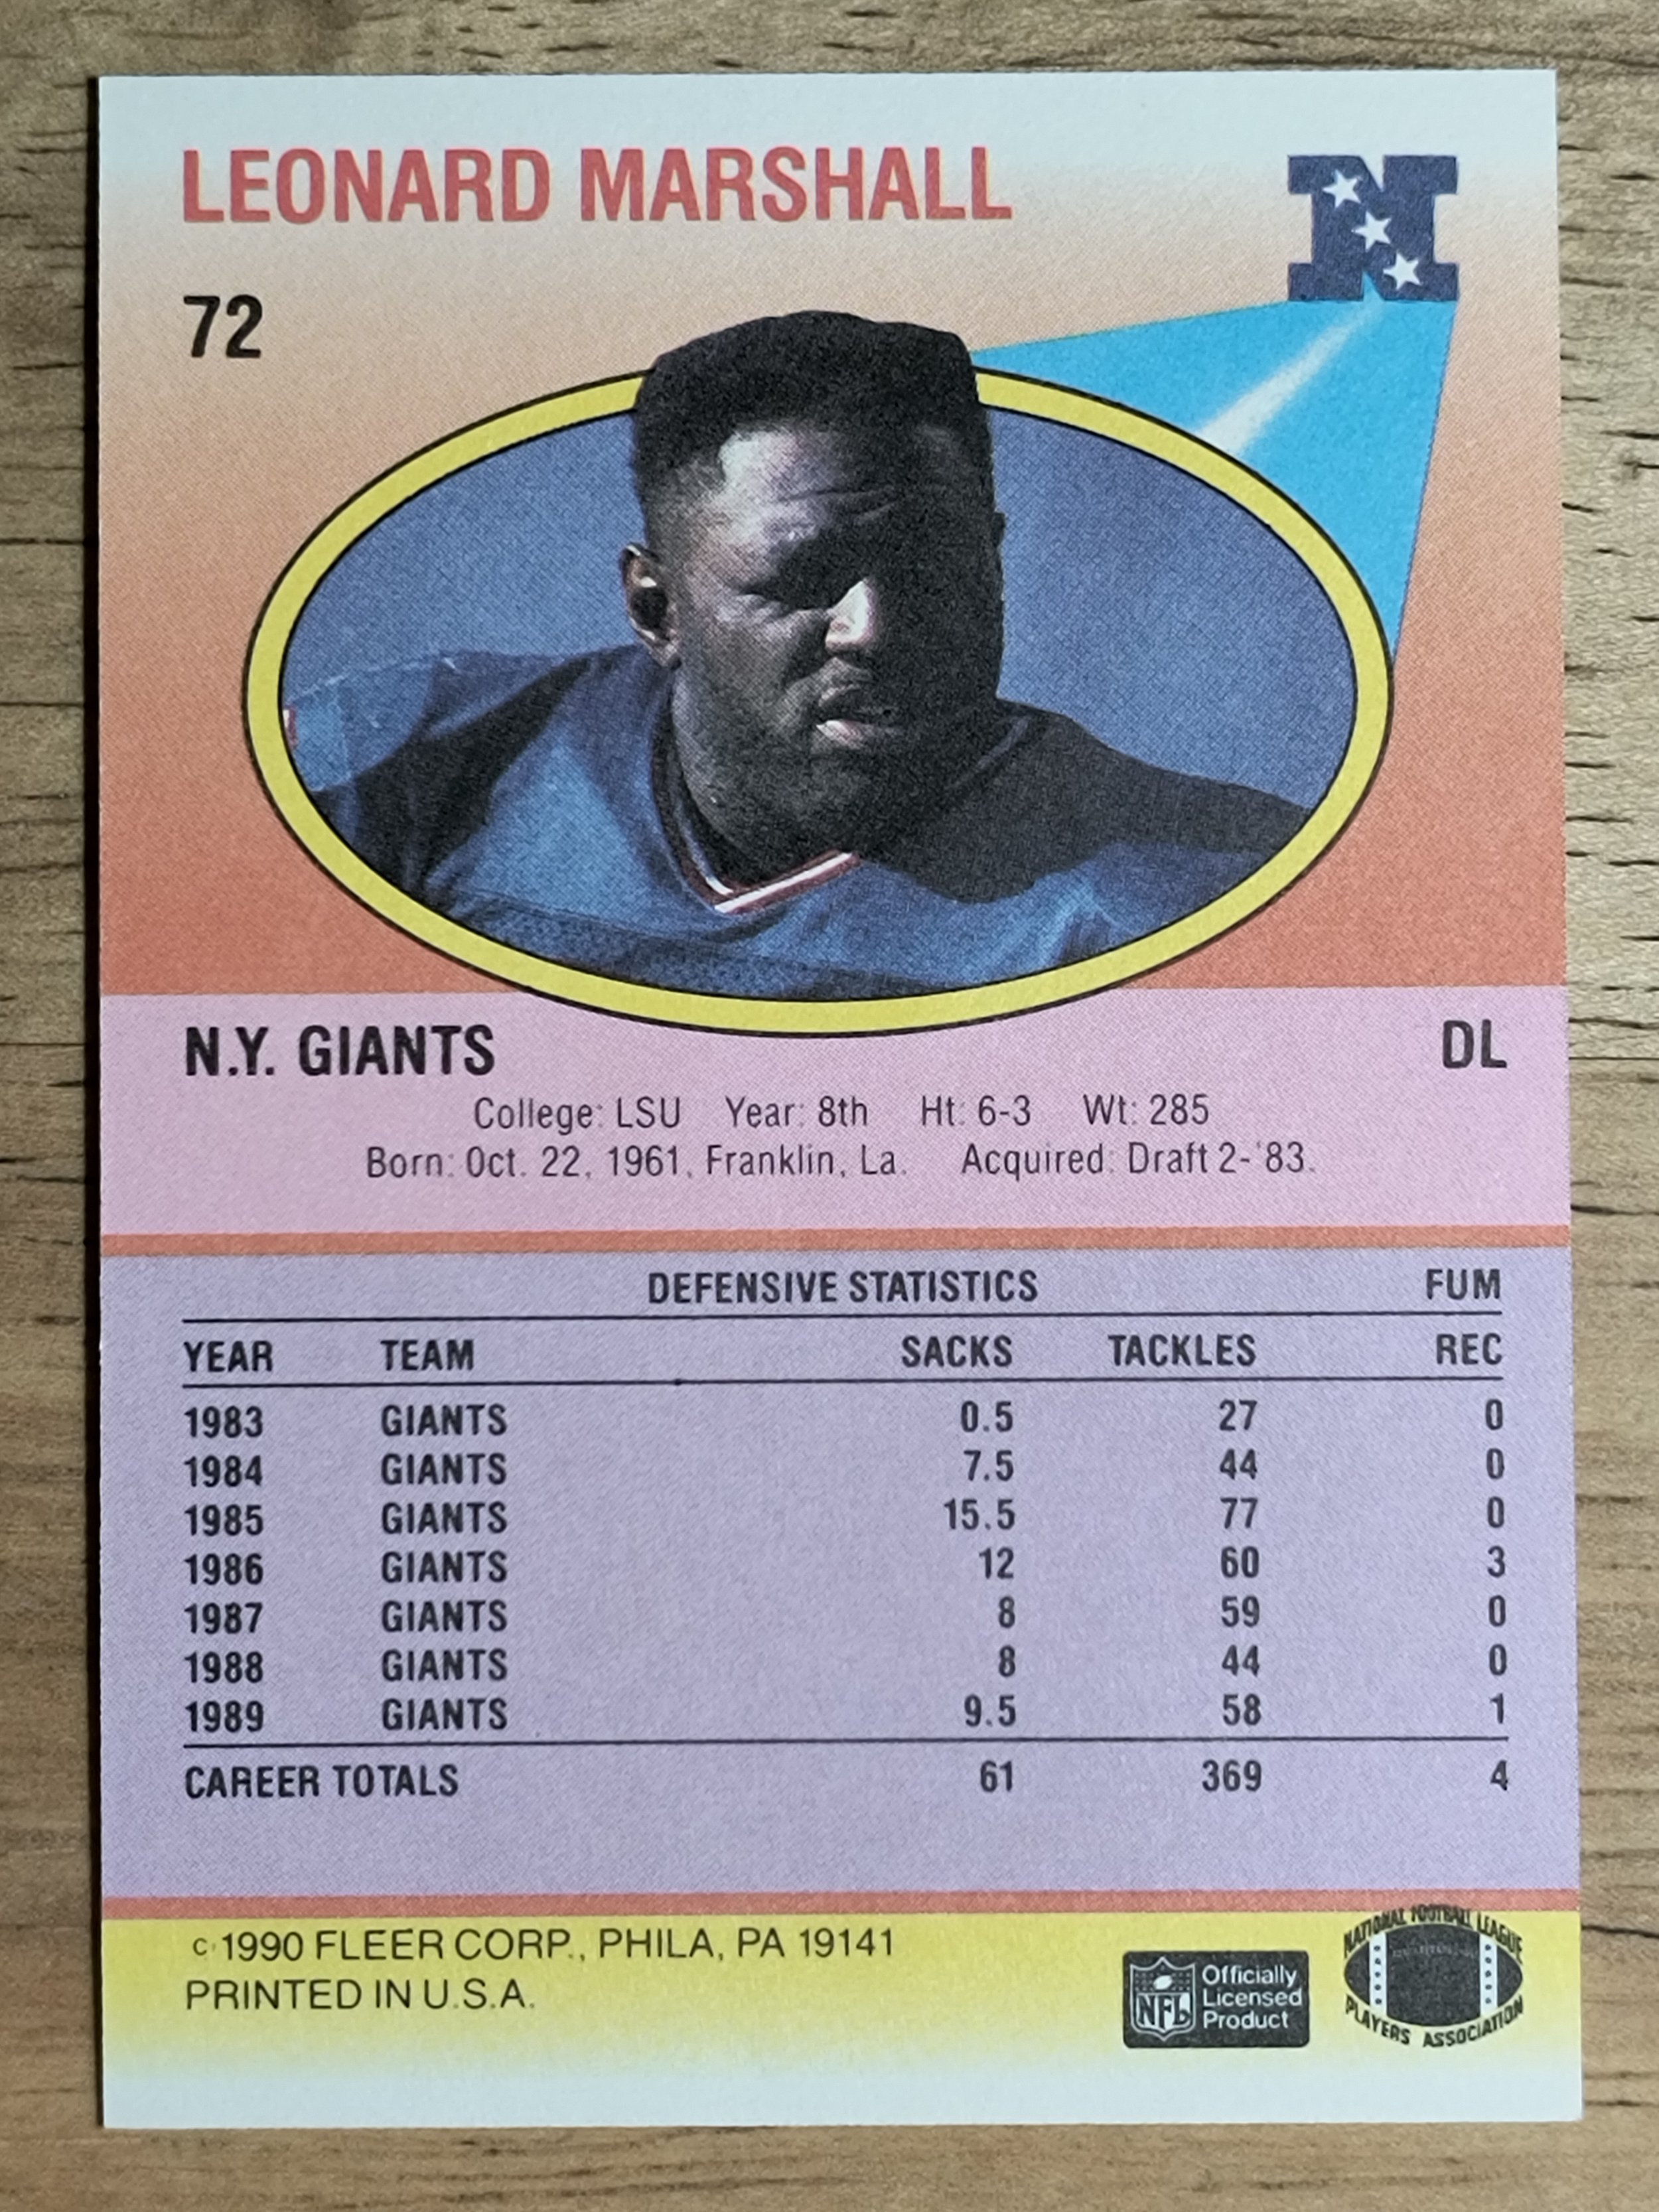 LEONARD MARSHALL
N
72
N.Y. GIANTS DL
College: LSU Year: 8th Ht: 6-3 Wt: 285
Born: Oct. 22, 1961, Franklin, La. Acquired: Draft 2-'83.
DEFENSIVE STATISTICS FUM
YEAR TEAM SACKS TACKLES REC
1983 GIANTS 0.5 27 0
1984 GIANTS 7.5 44 0
1985 GIANTS 15.5 77 0
1986 GIANTS 12 60 3
1987 GIANTS 8 59 0
1988 GIANTS 8 44 0
1989 GIANTS 9.5 58 1
CAREER TOTALS 61 369 4
© 1990 FLEER CORP., PHILA, PA 19141
PRINTED IN U.S.A.
NFL
Officially
Licensed
Product
NATIONAL FOOTBALL LEAGUE
PLAYERS ASSOCIATION